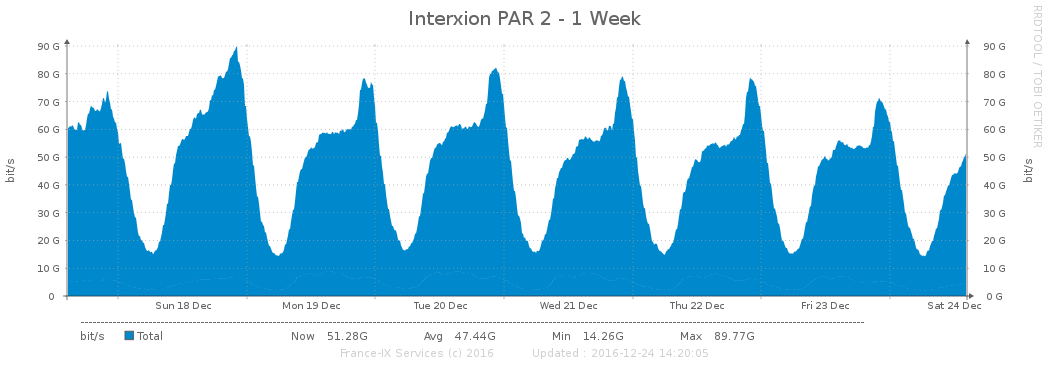 Interxion PAR 2 - 1 Week
RRDTOOL / TOBI OETIKER
bit/s
90 G
80 G
70 G
60 G
50 G
40 G
30 G
20 G
10 G
0
90 G
80 G
70 G
60 G
50 G
40 G
30 G
20 G
10 G
0 G
bit/s
Sun 18 Dec Mon 19 Dec Tue 20 Dec Wed 21 Dec Thu 22 Dec Fri 23 Dec Sat 24 Dec
bit/s Total Now 51.28G Avg 47.44G Min 14.26G Max 89.77G
France-IX Services (c) 2016 Updated : 2016-12-24 14:20:05